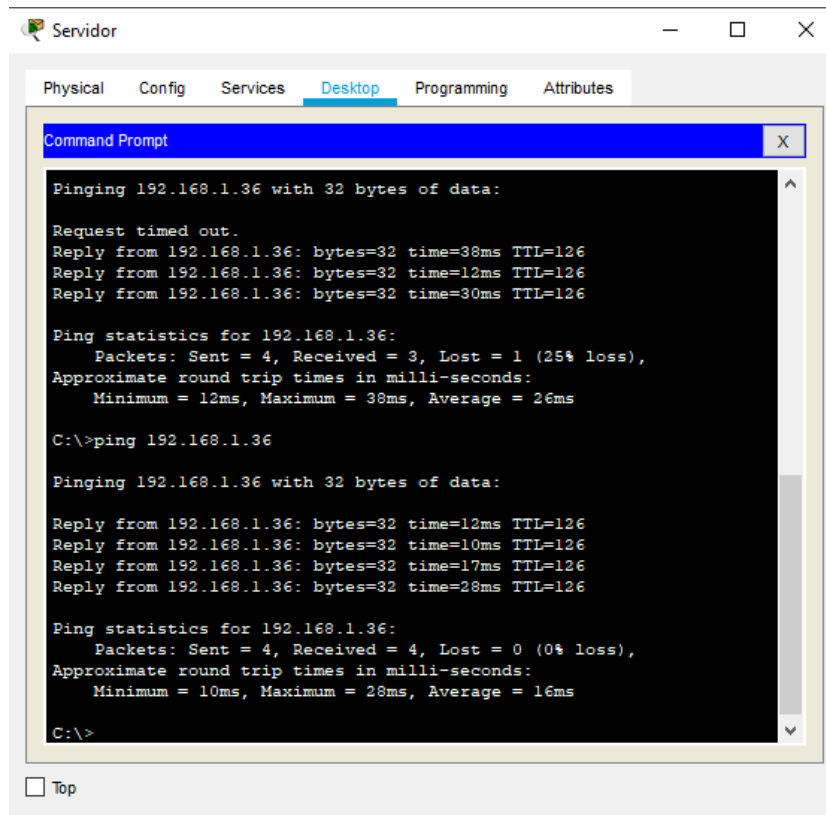 Servidor
Physical Config Services Desktop Programming Attributes
Command Prompt X
Pinging 192.168.1.36 with 32 bytes of data:
Request timed out.
Reply from 192.168.1.36: bytes=32 time=38ms TTL=126
Reply from 192.168.1.36: bytes=32 time=12ms TTL=126
Reply from 192.168.1.36: bytes=32 time=30ms TTL=126
Ping statistics for 192.168.1.36:
Packets: Sent = 4, Received = 3, Lost = 1 (25% loss),
Approximate round trip times in milli-seconds:
Minimum = 12ms, Maximum = 38ms, Average = 26ms
C:\>ping 192.168.1.36
Pinging 192.168.1.36 with 32 bytes of data:
Reply from 192.168.1.36: bytes=32 time=12ms TTL=126
Reply from 192.168.1.36: bytes=32 time=10ms TTL=126
Reply from 192.168.1.36: bytes=32 time=17ms TTL=126
Reply from 192.168.1.36: bytes=32 time=28ms TTL=126
Ping statistics for 192.168.1.36:
Packets: Sent = 4, Received = 4, Lost = 0 (0% loss),
Approximate round trip times in milli-seconds:
Minimum = 10ms, Maximum = 28ms, Average = 16ms
C:\>
Top